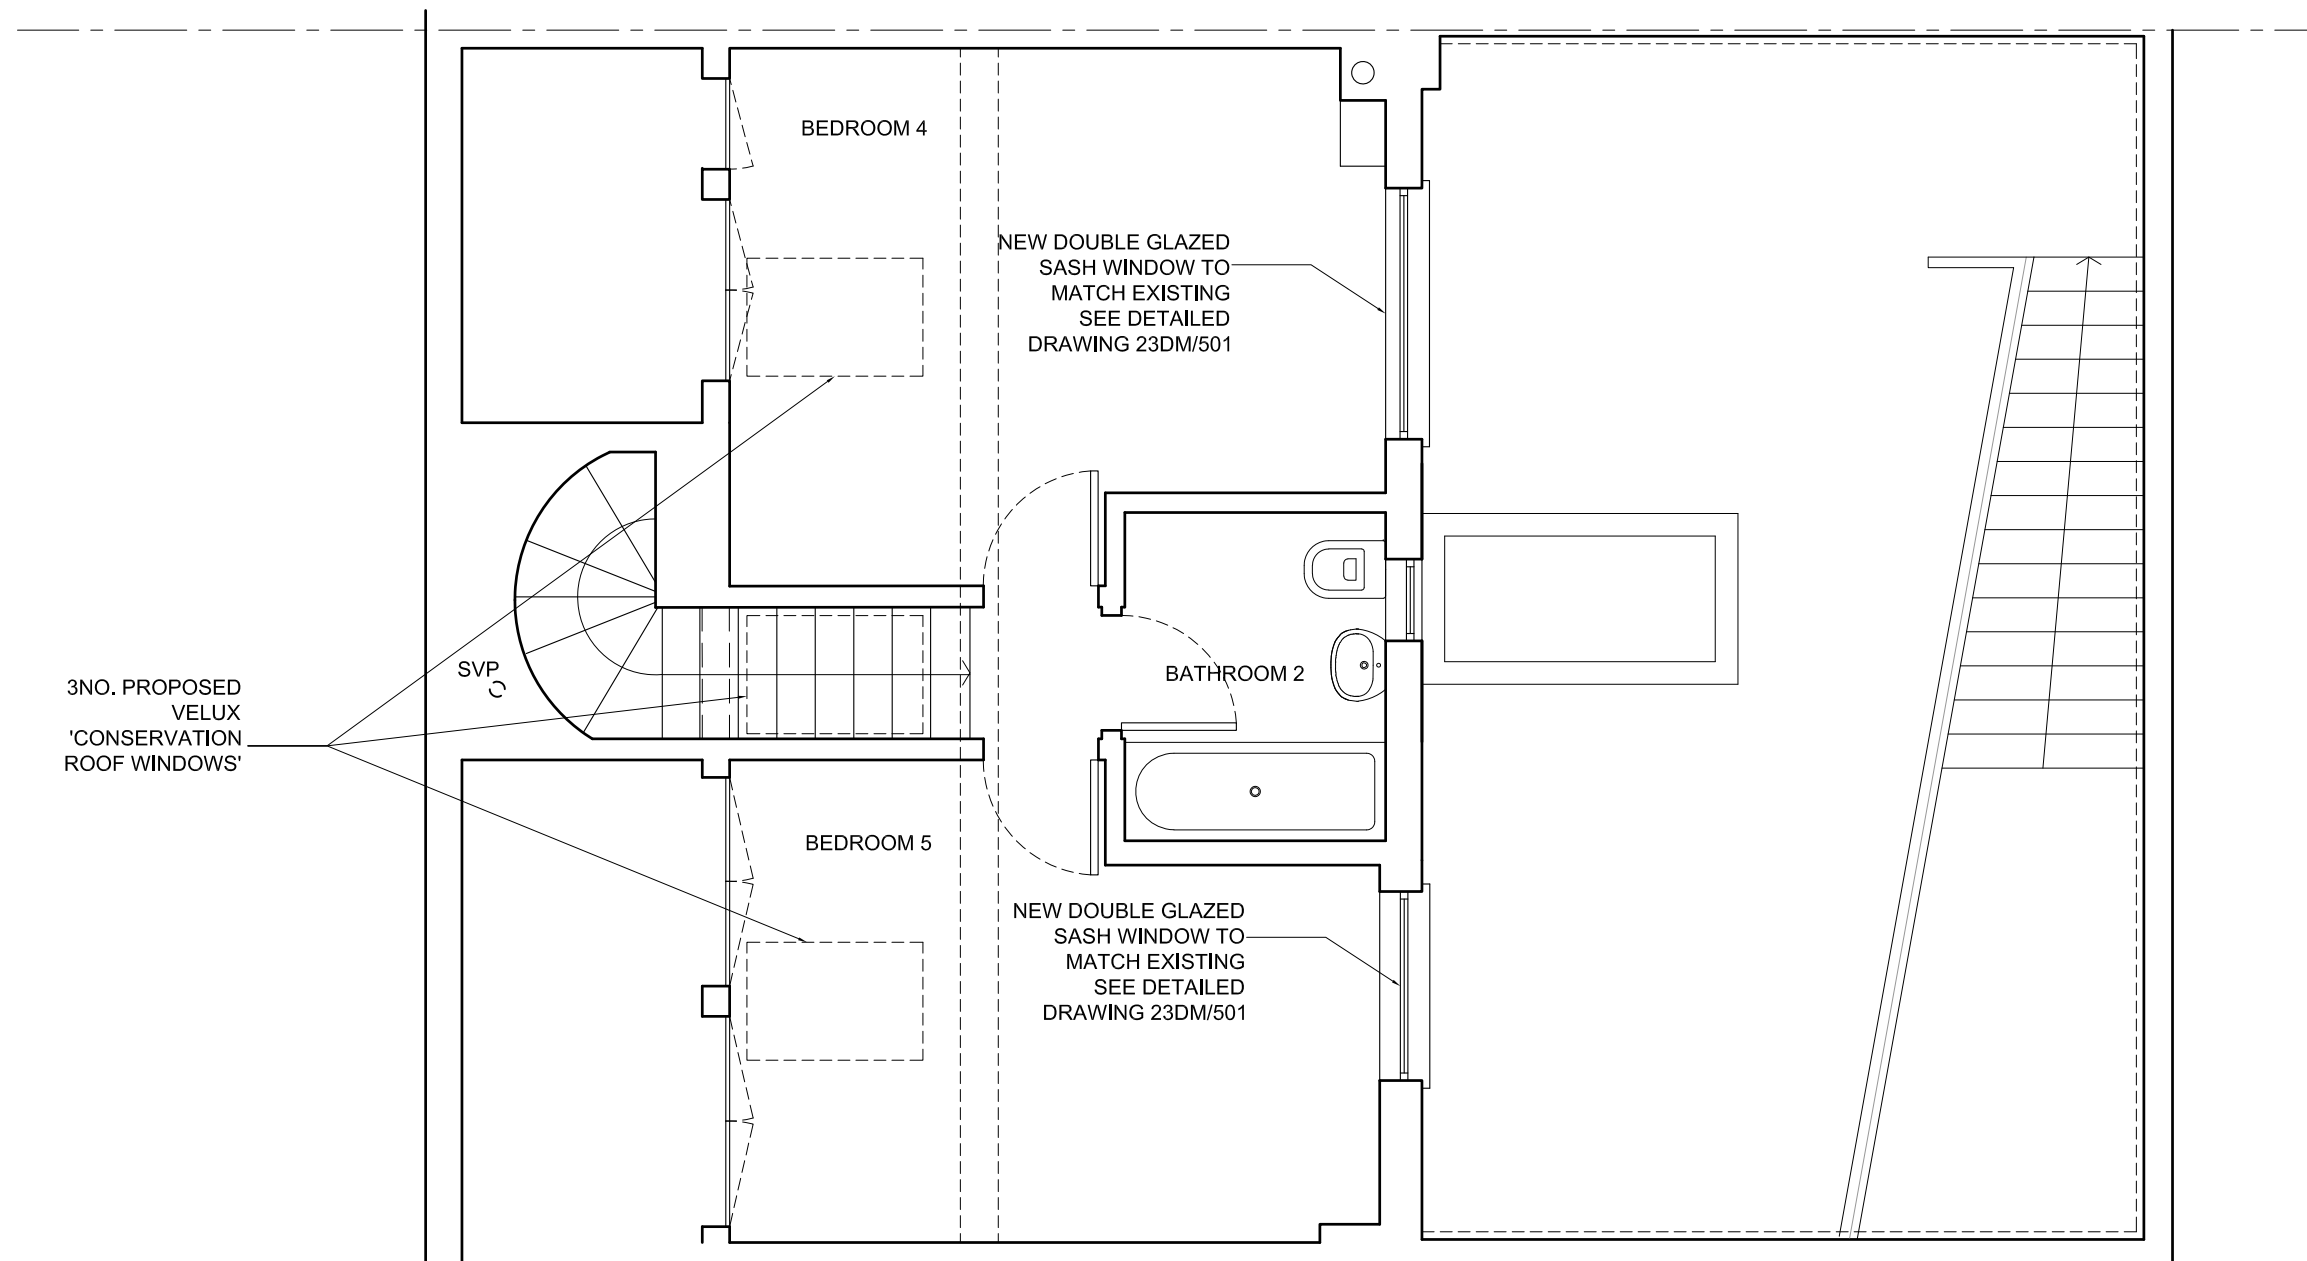 BEDROOM 4
NEW DOUBLE GLAZED
SASH WINDOW TO
MATCH EXISTING
SEE DETAILED
DRAWING 23DM/501
SVP
3NO. PROPOSED
VELUX
'CONSERVATION
ROOF WINDOWS'
BATHROOM 2
BEDROOM 5
NEW DOUBLE GLAZED
SASH WINDOW TO
MATCH EXISTING
SEE DETAILED
DRAWING 23DM/501